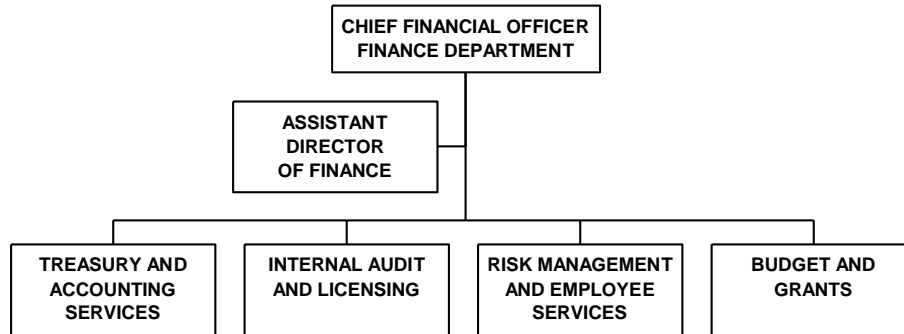 CHIEF FINANCIAL OFFICER
FINANCE DEPARTMENT
ASSISTANT
DIRECTOR
OF FINANCE
TREASURY AND
ACCOUNTING
SERVICES
INTERNAL AUDIT
AND LICENSING
RISK MANAGEMENT
AND EMPLOYEE
SERVICES
BUDGET AND
GRANTS